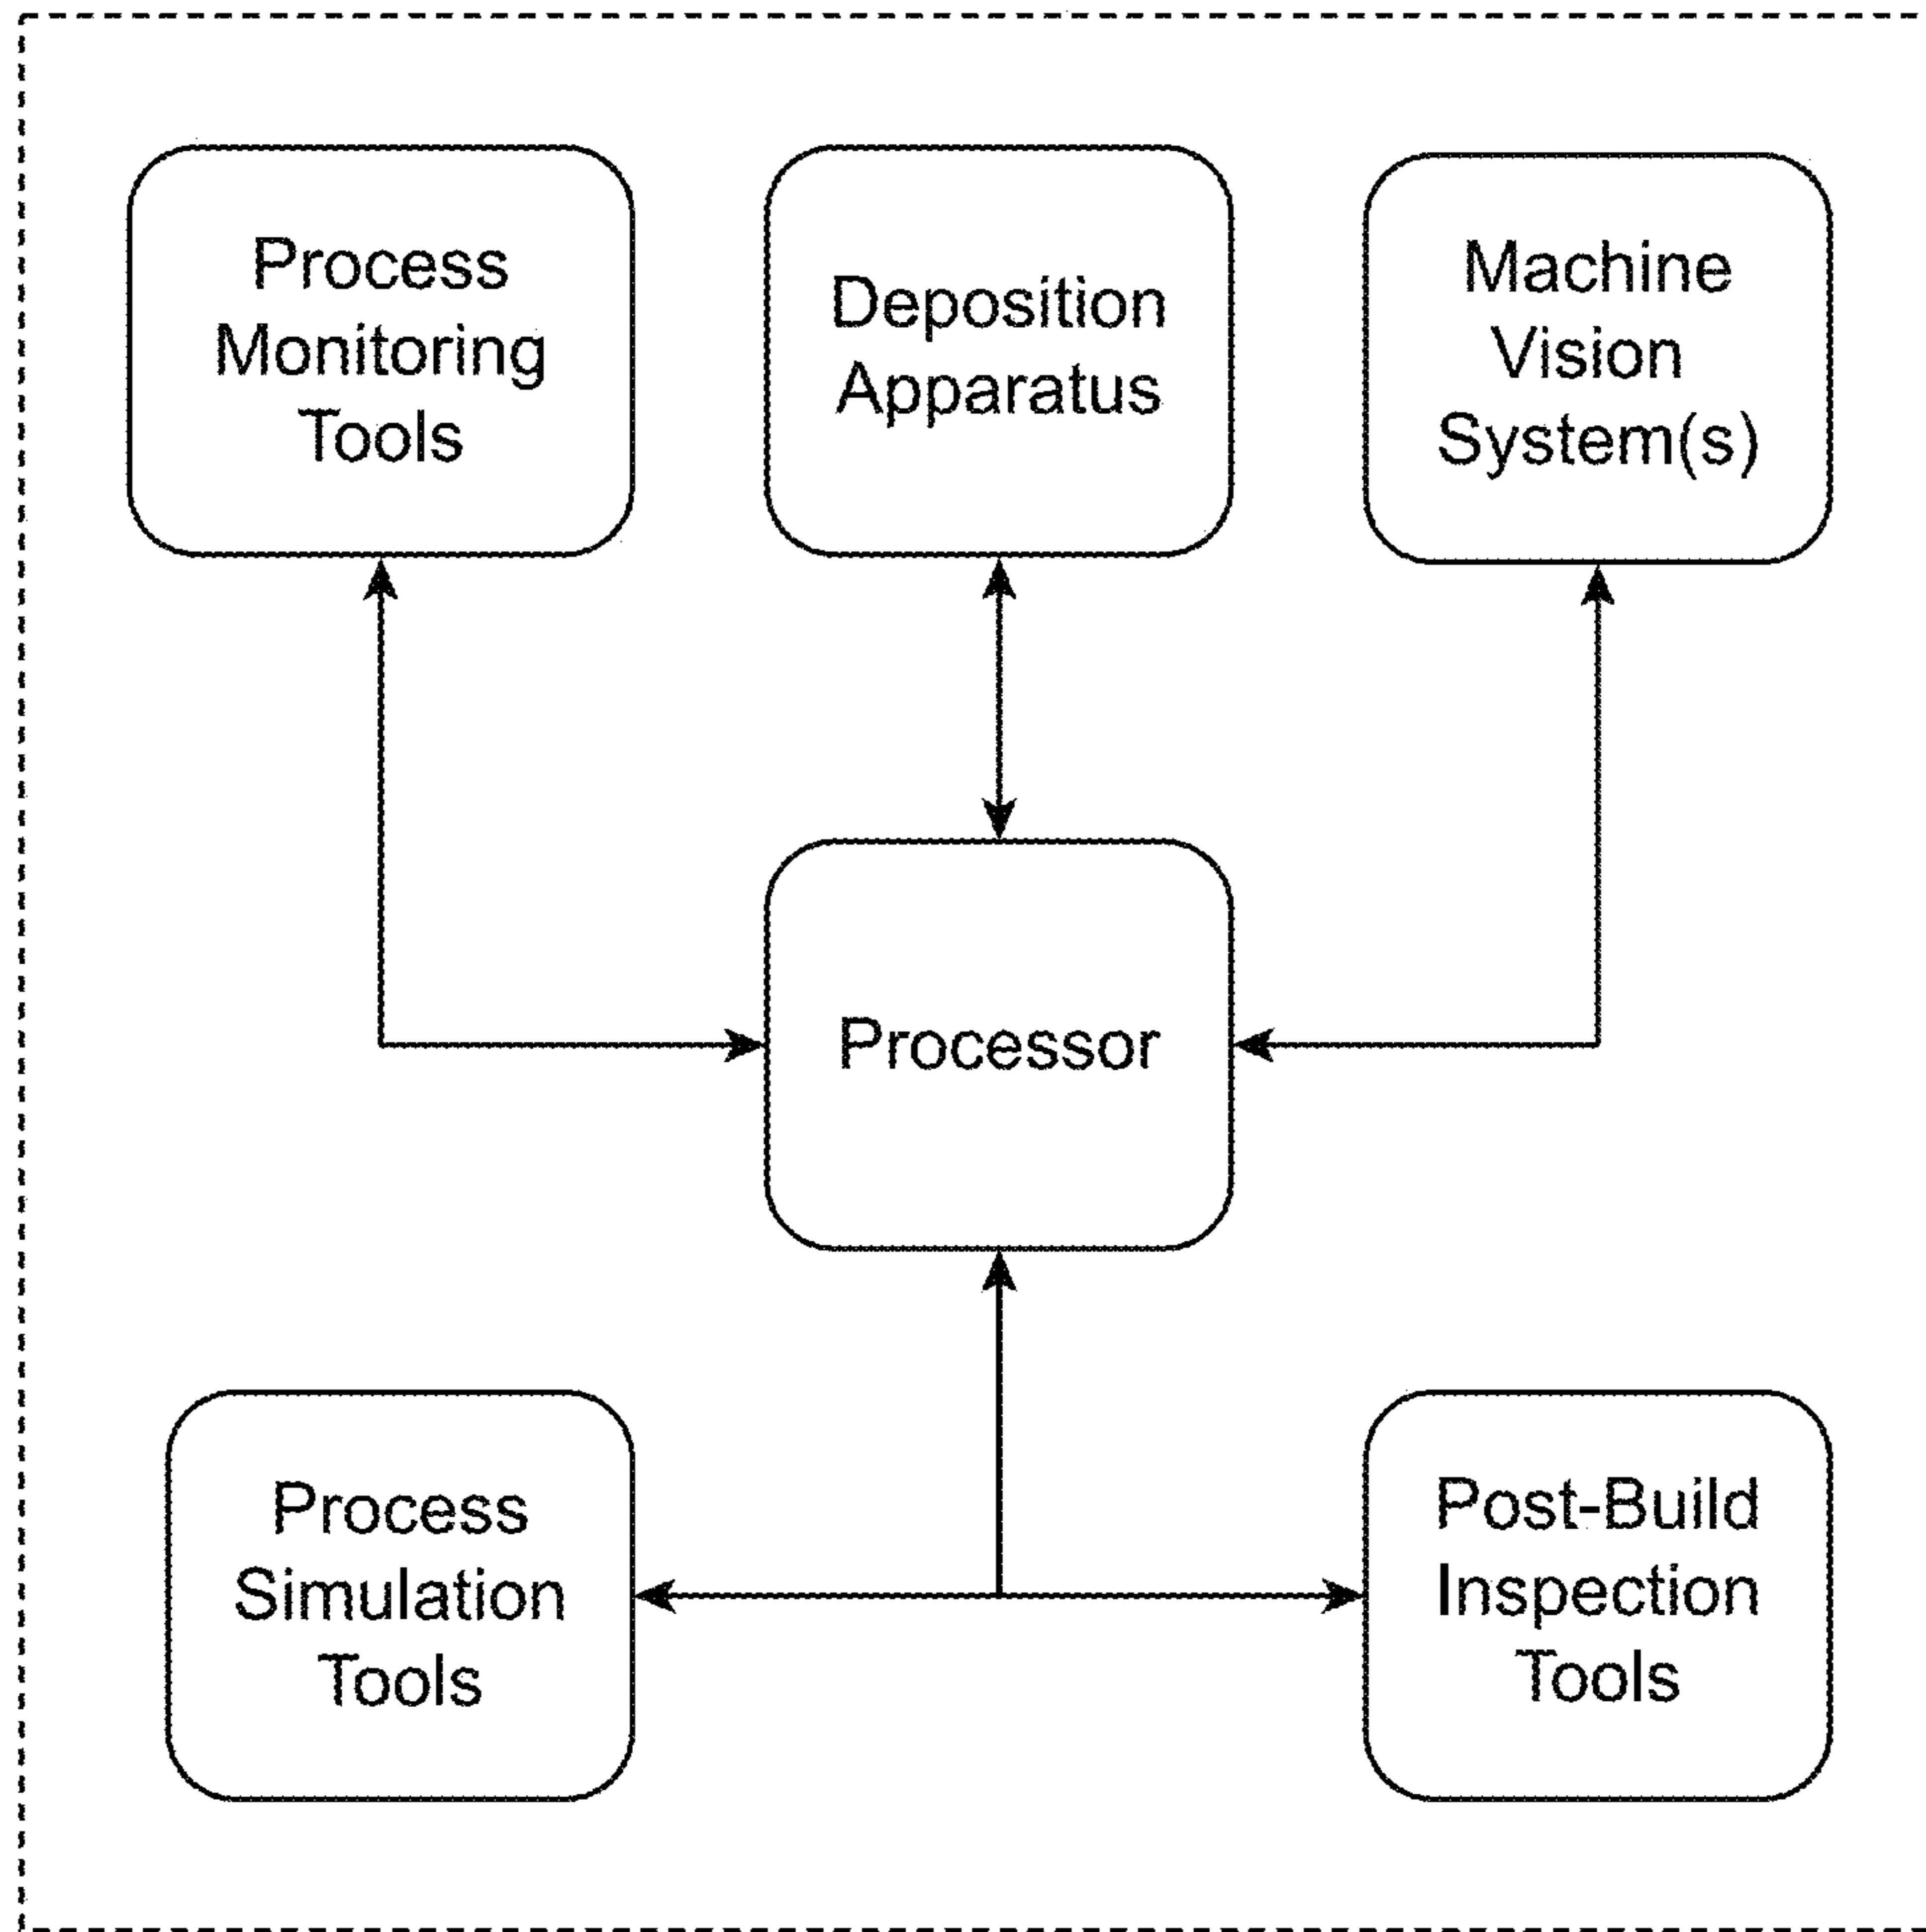 Process
Monitoring
Tools
Deposition
Apparatus
Machine
Vision
System(s)
Processor
Process
Simulation
Tools
Post-Build
Inspection
Tools